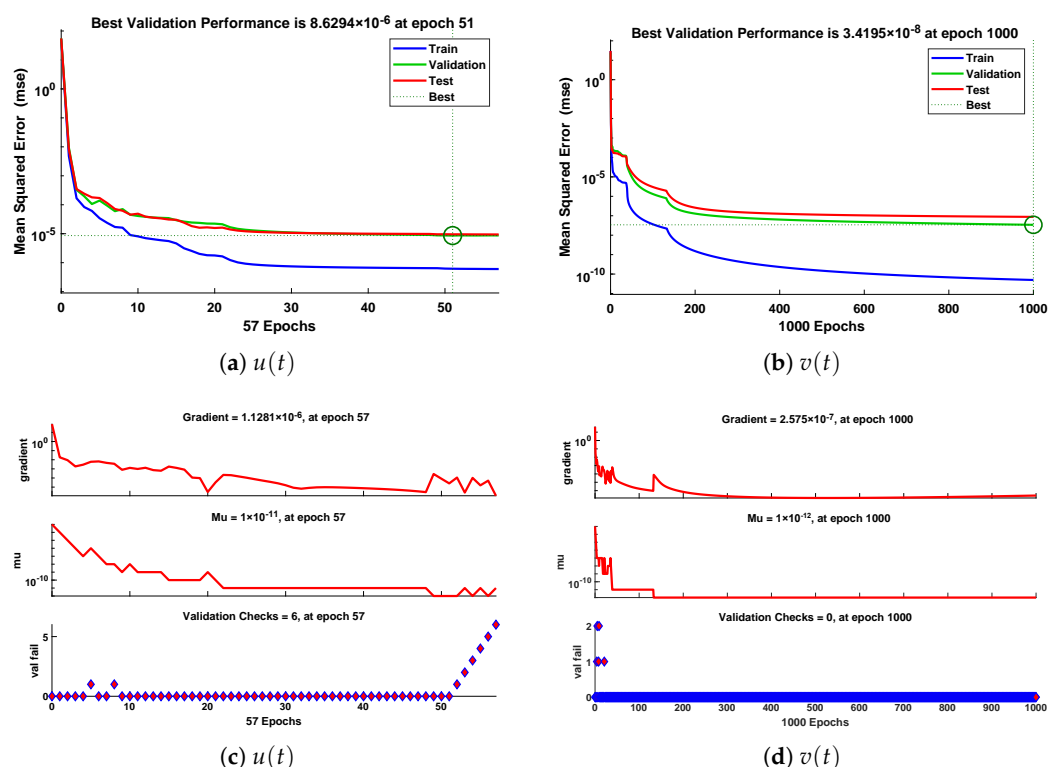 Best Validation Performance is 8.6294×10⁻⁶ at epoch 51
Mean Squared Error (mse)
10⁰
10⁻⁵
Train
Validation
Test
Best
0 10 20 30 40 50
57 Epochs
(a) u(t)
Best Validation Performance is 3.4195×10⁻⁸ at epoch 1000
Mean Squared Error (mse)
10⁰
10⁻⁵
10⁻¹⁰
Train
Validation
Test
Best
0 200 400 600 800 1000
1000 Epochs
(b) v(t)
Gradient = 1.1281×10⁻⁶, at epoch 57
gradient
10⁰
Mu = 1×10⁻¹¹, at epoch 57
mu
10⁻¹⁰
Validation Checks = 6, at epoch 57
val fail
5
0
0 10 20 30 40 50
57 Epochs
(c) u(t)
Gradient = 2.575×10⁻⁷, at epoch 1000
gradient
10⁰
Mu = 1×10⁻¹², at epoch 1000
mu
10⁻¹⁰
Validation Checks = 0, at epoch 1000
val fail
2
1
0
0 100 200 300 400 500 600 700 800 900 1000
1000 Epochs
(d) v(t)